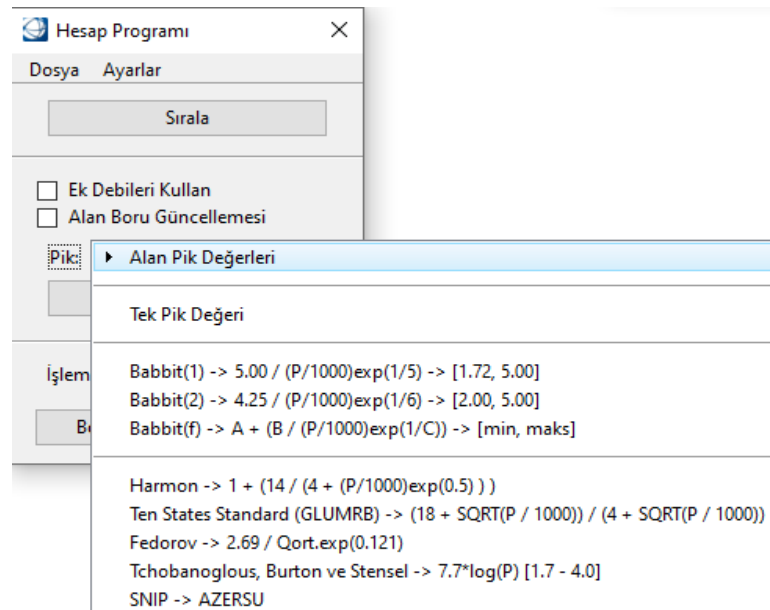 Hesap Programı
Dosya Ayarlar
Sırala
Ek Debileri Kullan
Alan Boru Güncellemesi
Pik:
Alan Pik Değerleri
Tek Pik Değeri
İşlem
Babbit(1) -> 5.00 / (P/1000)exp(1/5) -> [1.72, 5.00]
Babbit(2) -> 4.25 / (P/1000)exp(1/6) -> [2.00, 5.00]
Babbit(f) -> A + (B / (P/1000)exp(1/C)) -> [min, maks]
Harmon -> 1 + (14 / (4 + (P/1000)exp(0.5) ) )
Ten States Standard (GLUMRB) -> (18 + SQRT(P / 1000)) / (4 + SQRT(P / 1000))
Fedorov -> 2.69 / Qort.exp(0.121)
Tchobanoglous, Burton ve Stensel -> 7.7*log(P) [1.7 - 4.0]
SNIP -> AZERSU